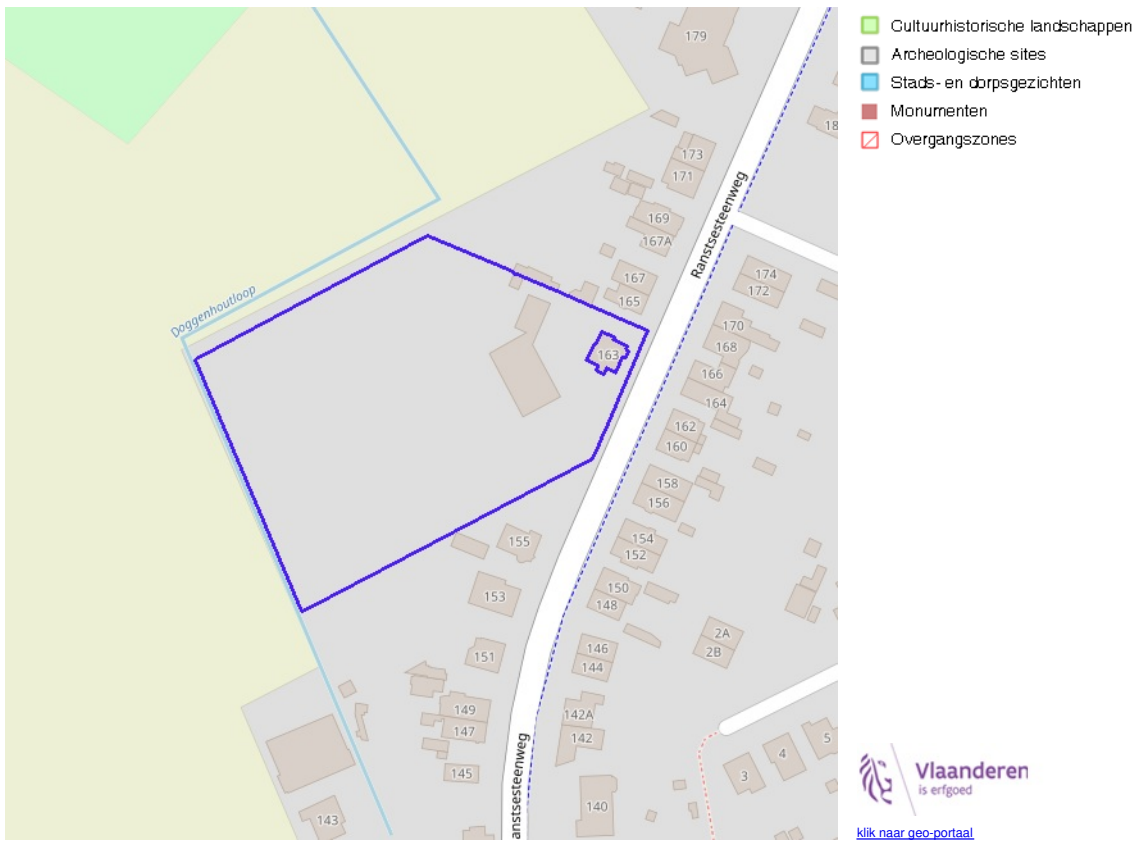 179
18
173
171
169
167A
Ranstsesteenweg
174
172
167
165
Doggenhoutloop
170
168
163
166
164
162
160
158
156
155
154
152
153
150
148
2A
2B
146
144
151
149
147
142A
142
5
4
3
145
anstsesteenweg
140
143
Cultuurhistorische landschappen
Archeologische sites
Stads- en dorpsgezichten
Monumenten
Overgangszones
Vlaanderen
is erfgoed
klik naar geo-portaal